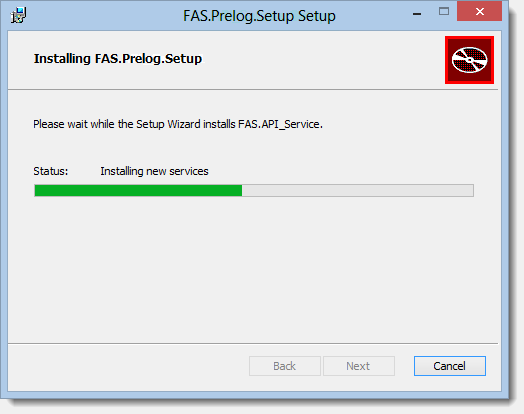 FAS.Prelog.Setup Setup
Installing FAS.Prelog.Setup
Please wait while the Setup Wizard installs FAS.API_Service.
Status: Installing new services
Back Next Cancel